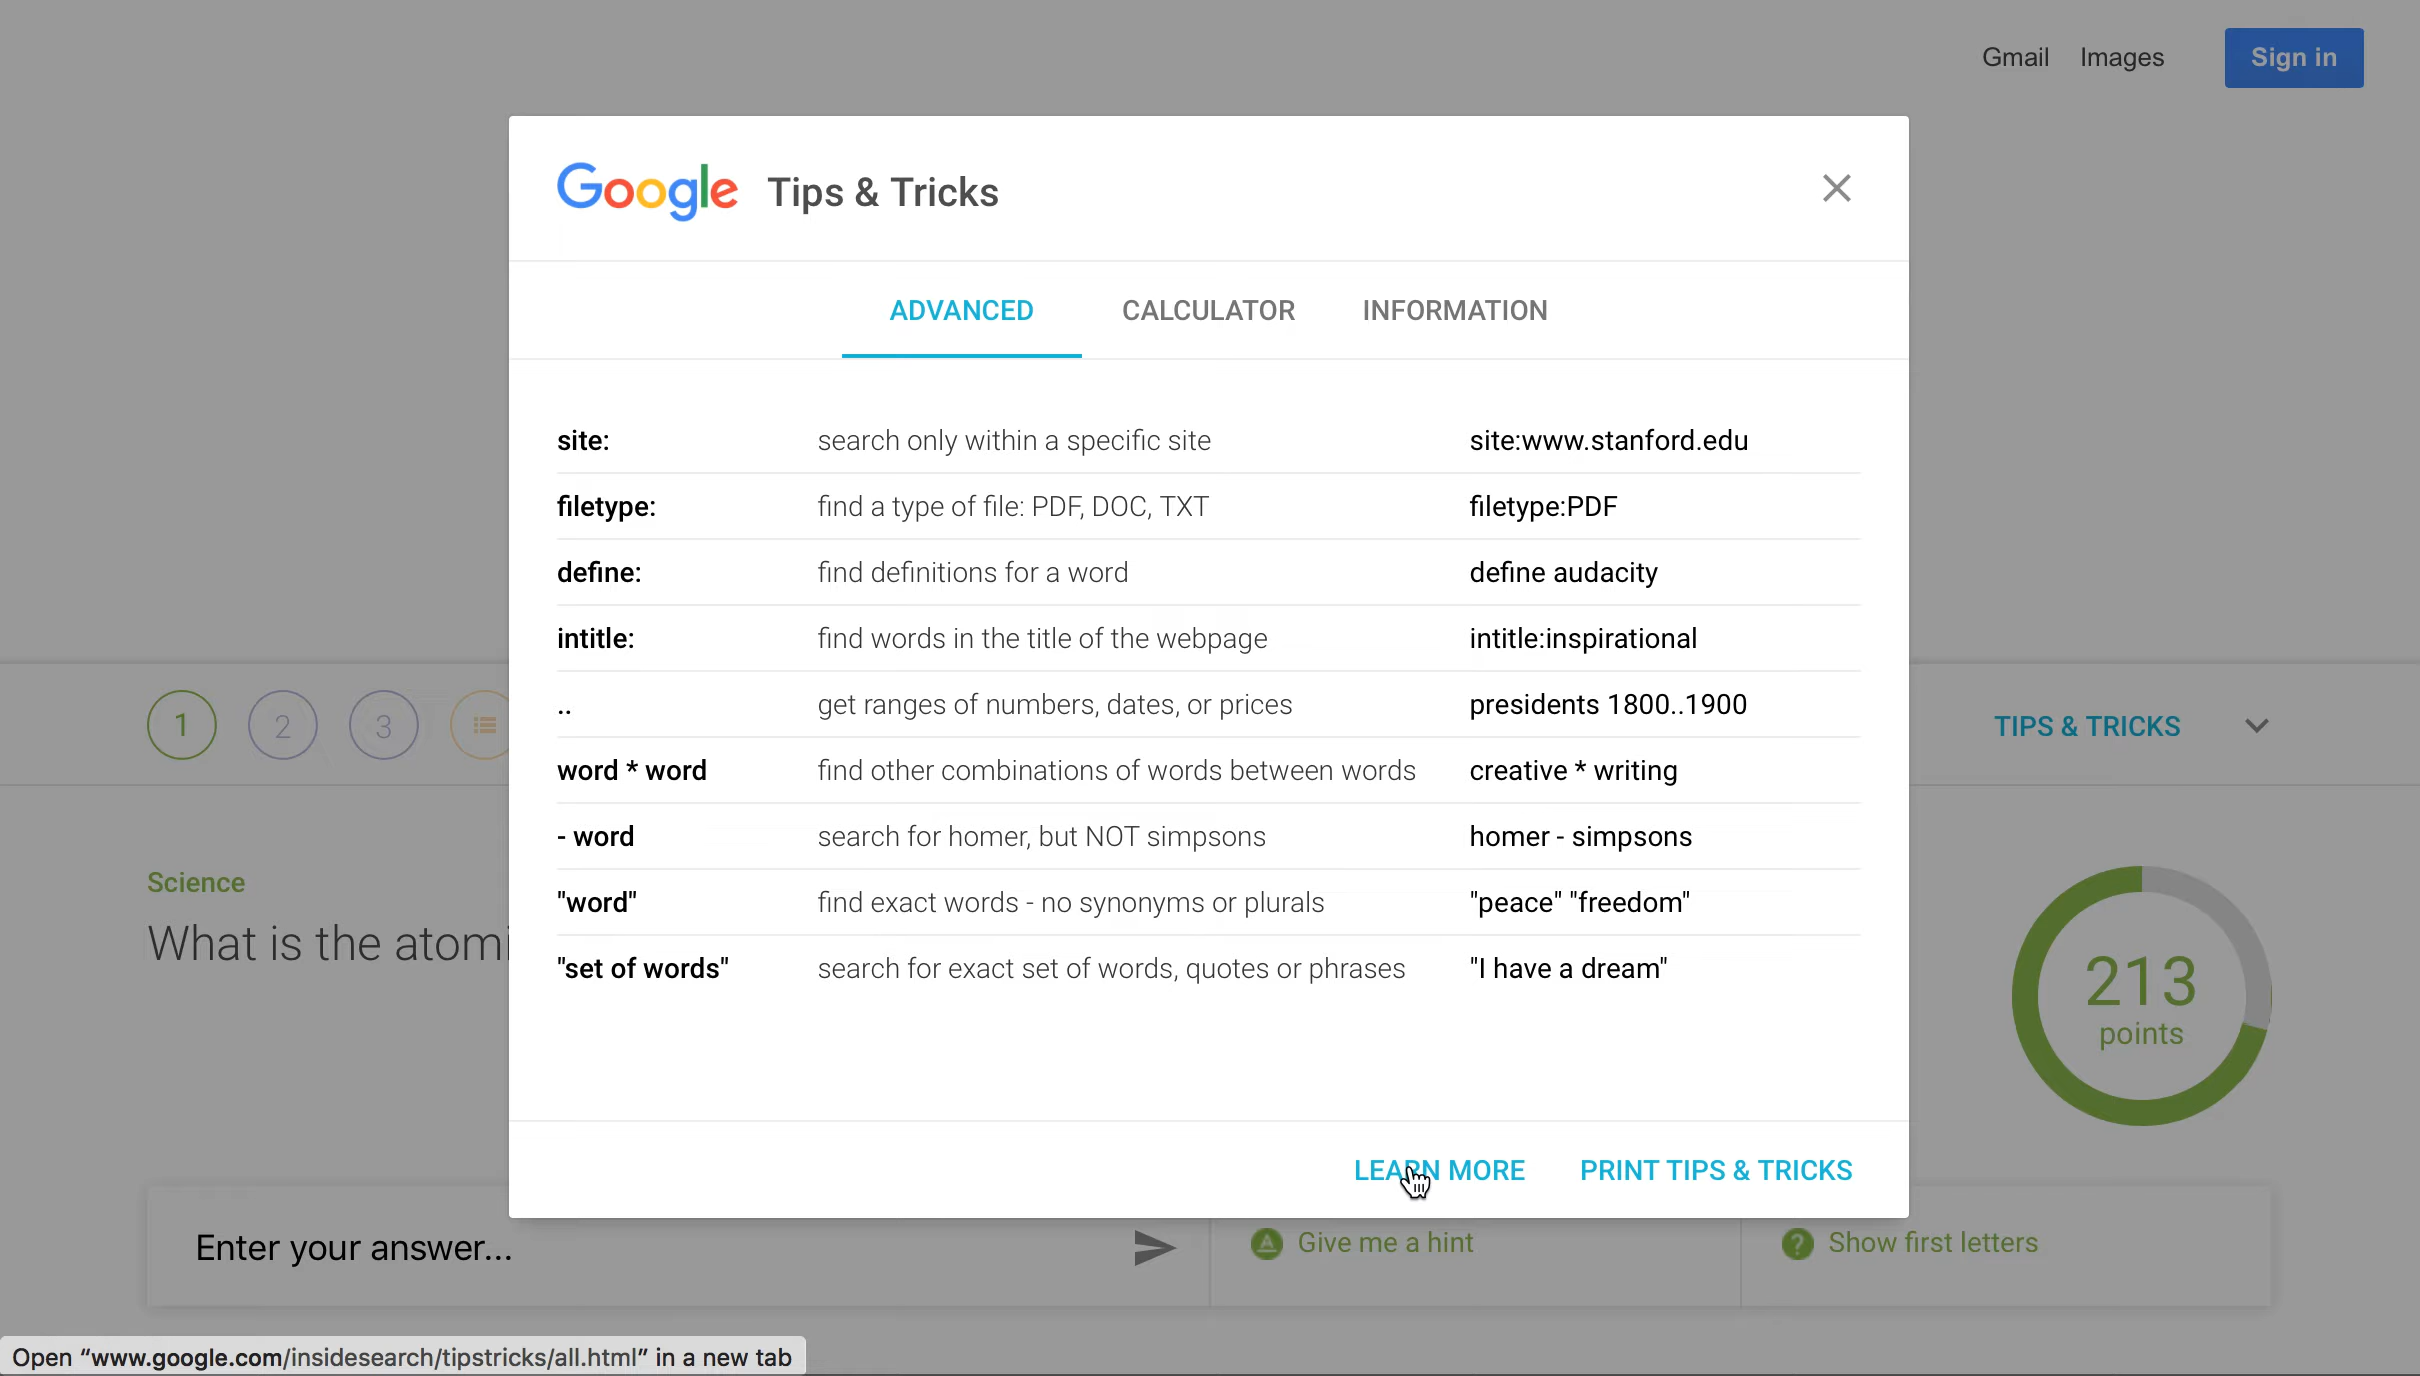 Gmail Images Sign in
Google Tips & Tricks
ADVANCED CALCULATOR INFORMATION
site: search only within a specific site site:www.stanford.edu
filetype: find a type of file: PDF, DOC, TXT filetype:PDF
define: find definitions for a word define audacity
intitle: find words in the title of the webpage intitle:inspirational
.. get ranges of numbers, dates, or prices presidents 1800..1900
word * word find other combinations of words between words creative * writing
- word search for homer, but NOT simpsons homer - simpsons
"word" find exact words - no synonyms or plurals "peace" "freedom"
"set of words" search for exact set of words, quotes or phrases "I have a dream"
LEARN MORE PRINT TIPS & TRICKS
1 2 3
TIPS & TRICKS
Science
What is the atomi
213
points
Enter your answer...
Give me a hint
Show first letters
Open “www.google.com/insidesearch/tipstricks/all.html” in a new tab